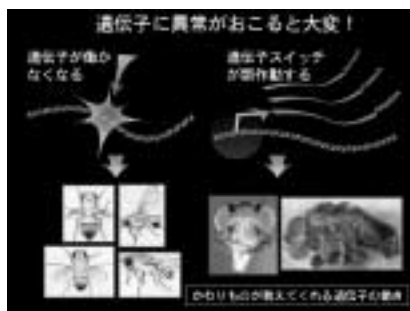 遺伝子に異常がおこると大変！
遺伝子が働か
なくなる
遺伝子スイッチ
が誤作動する
かわりものが教えてくれる遺伝子の働き